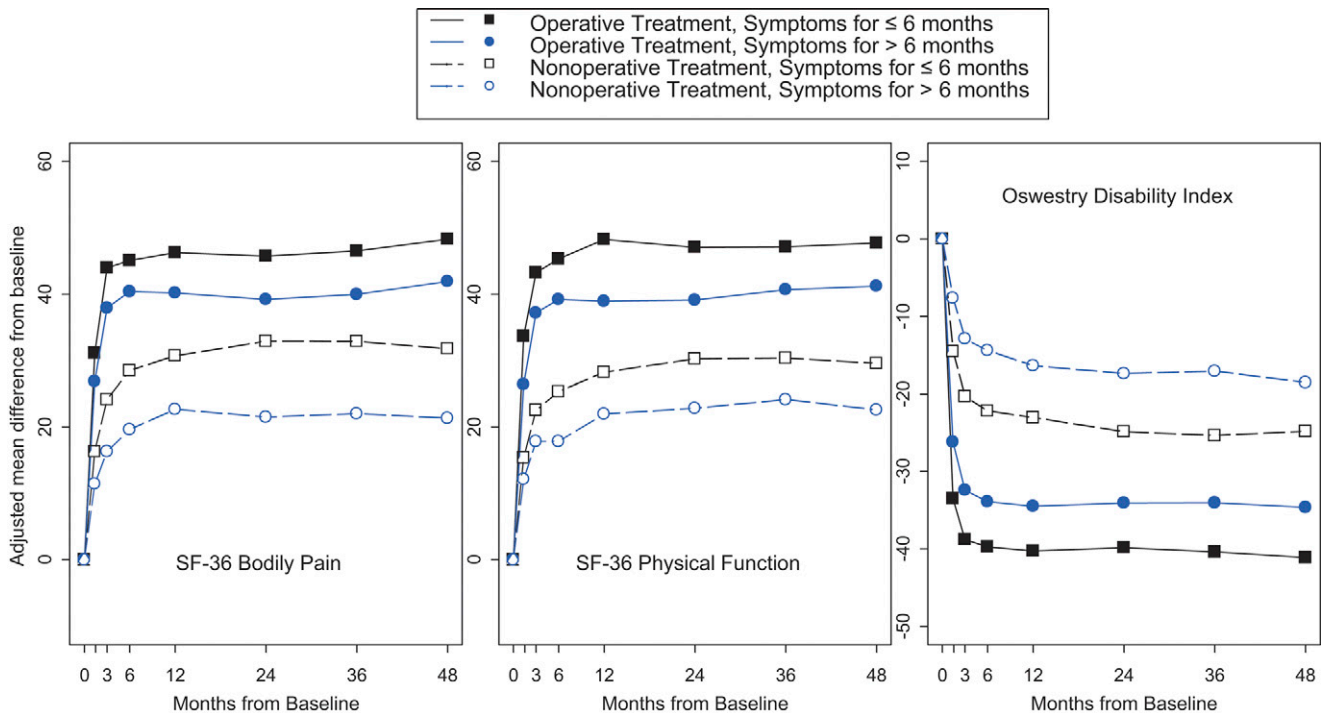 Operative Treatment, Symptoms for ≤ 6 months
Operative Treatment, Symptoms for > 6 months
Nonoperative Treatment, Symptoms for ≤ 6 months
Nonoperative Treatment, Symptoms for > 6 months
Adjusted mean difference from baseline
60
40
20
0
SF-36 Bodily Pain
0 3 6 12 24 36 48
Months from Baseline
60
40
20
0
SF-36 Physical Function
0 3 6 12 24 36 48
Months from Baseline
10
0
-10
-20
-30
-40
-50
Oswestry Disability Index
0 3 6 12 24 36 48
Months from Baseline